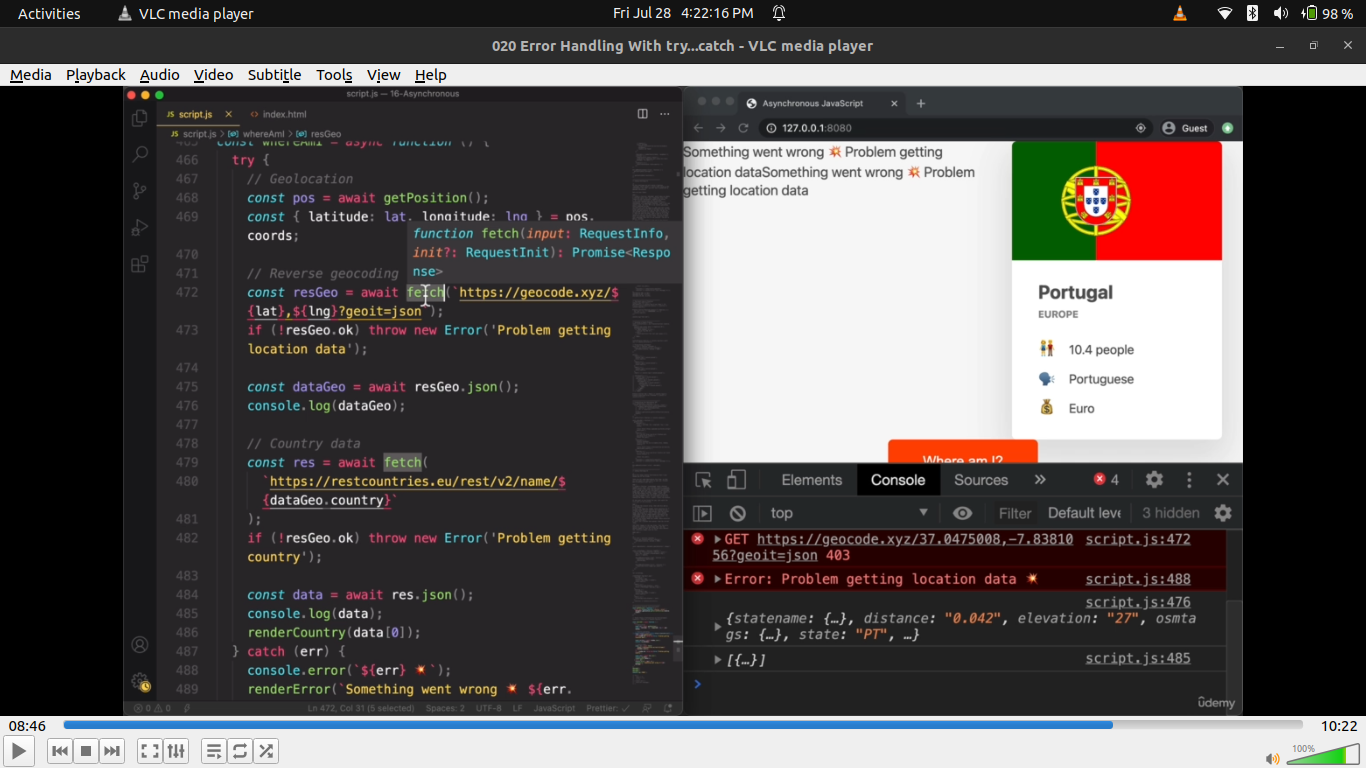 Activities
VLC media player
Fri Jul 28 4:22:16 PM
98 %
020 Error Handling With try...catch - VLC media player
Media Playback Audio Video Subtitle Tools View Help
script.js — 16-Asynchronous
JS script.js ×
<> index.html
JS script.js > whereAmI > resGeo
465 const whereAmI = async function () {
466 try {
467 // Geolocation
468 const pos = await getPosition();
469 const { latitude: lat, longitude: lng } = pos.
coords;
470
471 // Reverse geocoding
function fetch(input: RequestInfo,
init?: RequestInit): Promise<Respo
nse>
472 const resGeo = await fetch(`https://geocode.xyz/$
{lat},${lng}?geoit=json`);
473 if (!resGeo.ok) throw new Error('Problem getting
location data');
474
475 const dataGeo = await resGeo.json();
476 console.log(dataGeo);
477
478 // Country data
479 const res = await fetch(
480 `https://restcountries.eu/rest/v2/name/$
{dataGeo.country}`
481 );
482 if (!resGeo.ok) throw new Error('Problem getting
country');
483
484 const data = await res.json();
485 console.log(data);
486 renderCountry(data[0]);
487 } catch (err) {
488 console.error(`${err} 💥`);
489 renderError(`Something went wrong 💥 ${err.
0 0 Ln 472, Col 31 (5 selected) Spaces: 2 UTF-8 LF JavaScript Prettier: ✓
Asynchronous JavaScript ×
127.0.0.1:8080
Guest
Something went wrong 💥 Problem getting
location dataSomething went wrong 💥 Problem
getting location data
Portugal
EUROPE
10.4 people
Portuguese
Euro
Where am I?
Elements Console Sources » 4
top Filter Default leve 3 hidden
GET https://geocode.xyz/37.0475008,-7.83810 script.js:472
56?geoit=json 403
Error: Problem getting location data 💥 script.js:488
script.js:476
{statename: {…}, distance: "0.042", elevation: "27", osmta
gs: {…}, state: "PT", …}
[{…}] script.js:485
ûdemy
08:46
10:22
100%